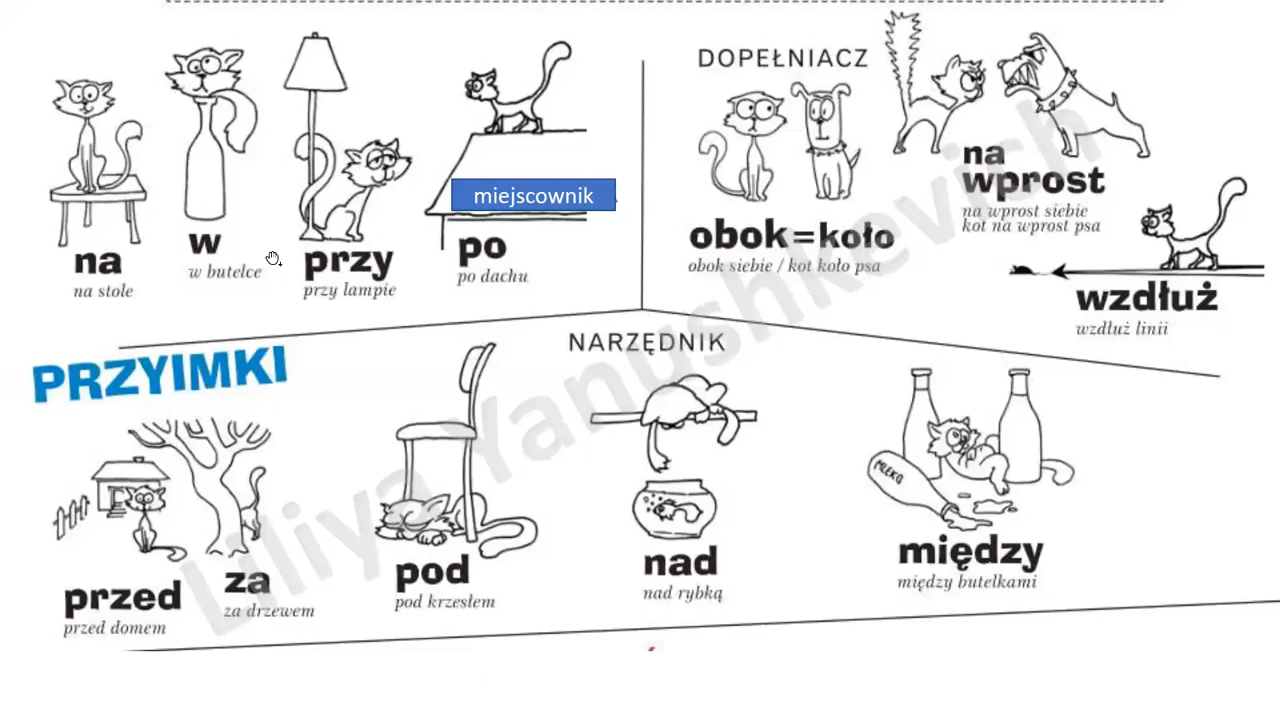 miejscownik
na
na stole
w
w butelce
przy
przy lampie
po
po dachu
DOPEŁNIACZ
obok=koło
obok siebie / kot koło psa
na
wprost
na wprost siebie
kot na wprost psa
wzdłuż
wzdłuż linii
PRZYIMKI
NARZĘDNIK
przed
przed domem
za
za drzewem
pod
pod krzesłem
nad
nad rybką
MLEKO
między
między butelkami
Uliya Yanushkevich